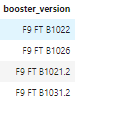 booster_version
F9 FT B1022
F9 FT B1026
F9 FT B1021.2
F9 FT B1031.2